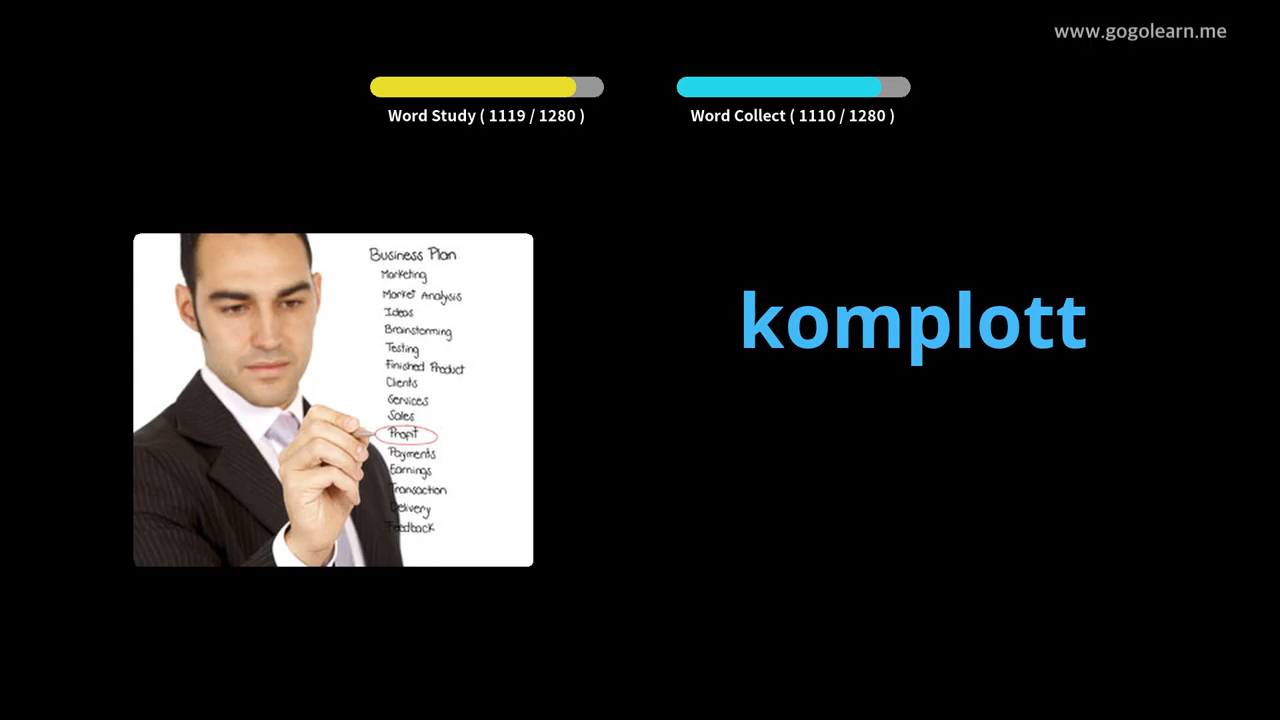 www.gogolearn.me
Word Study ( 1119 / 1280 )
Word Collect ( 1110 / 1280 )
Business Plan
Marketing
Market Analysis
Ideas
Brainstorming
Testing
Finished Product
Clients
Services
Sales
Profit
Payments
Earnings
Transaction
Delivery
Feedback
komplott